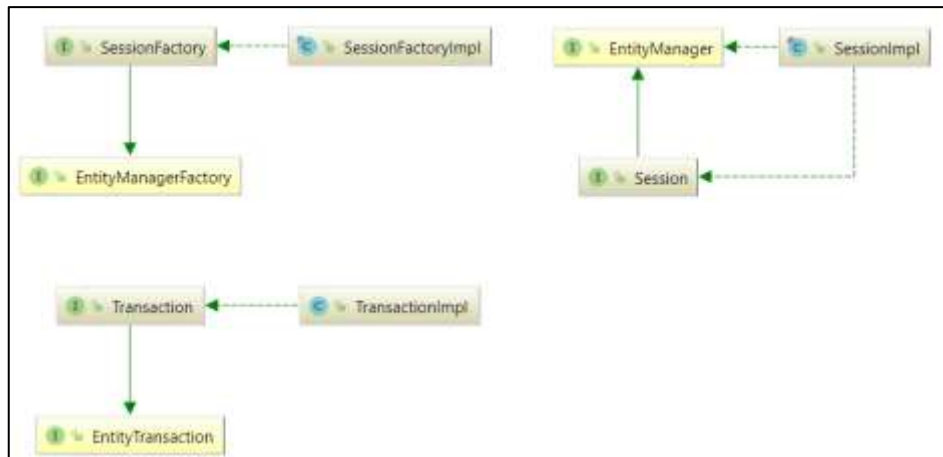 SessionFactory
SessionFactoryImpl
EntityManager
SessionImpl
EntityManagerFactory
Session
Transaction
TransactionImpl
EntityTransaction